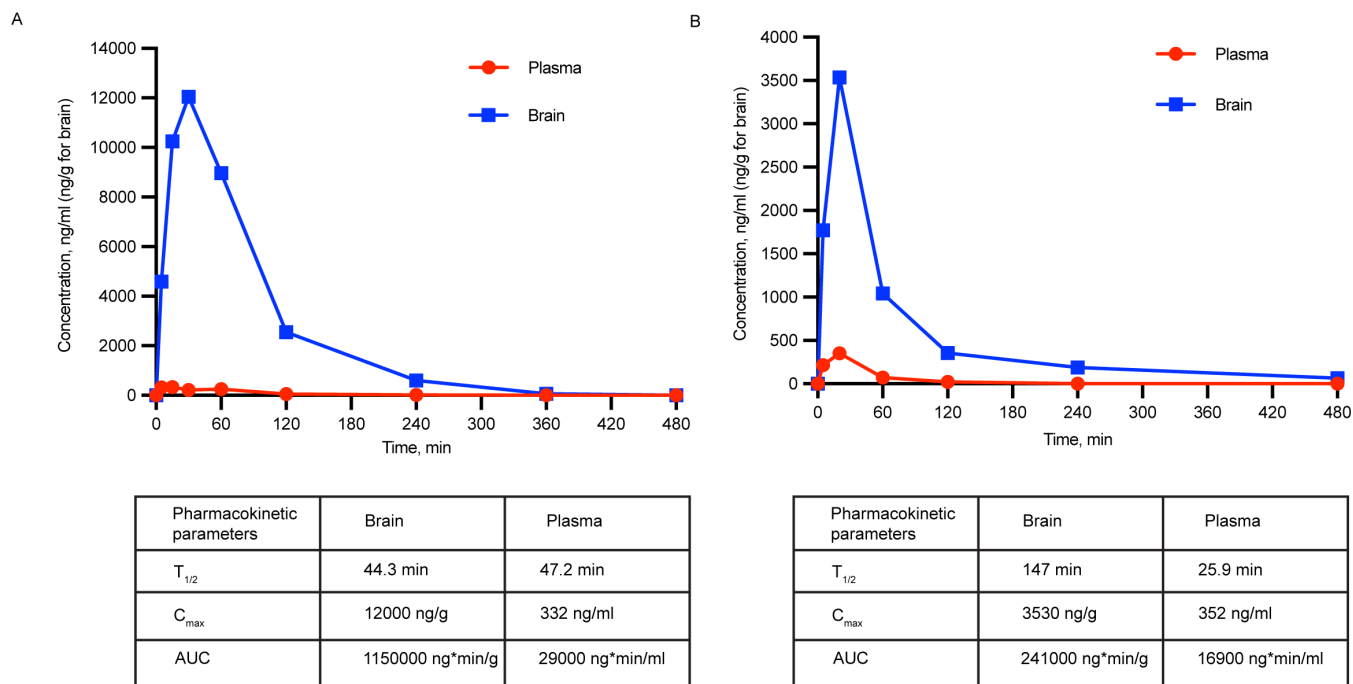 A
Concentration, ng/ml (ng/g for brain)
14000
12000
10000
8000
6000
4000
2000
0
Plasma
Brain
0 60 120 180 240 300 360 420 480
Time, min
Pharmacokinetic parameters Brain Plasma
T1/2 44.3 min 47.2 min
Cmax 12000 ng/g 332 ng/ml
AUC 1150000 ng*min/g 29000 ng*min/ml
B
Concentration, ng/ml (ng/g for brain)
4000
3500
3000
2500
2000
1500
1000
500
0
Plasma
Brain
0 60 120 180 240 300 360 420 480
Time, min
Pharmacokinetic parameters Brain Plasma
T1/2 147 min 25.9 min
Cmax 3530 ng/g 352 ng/ml
AUC 241000 ng*min/g 16900 ng*min/ml